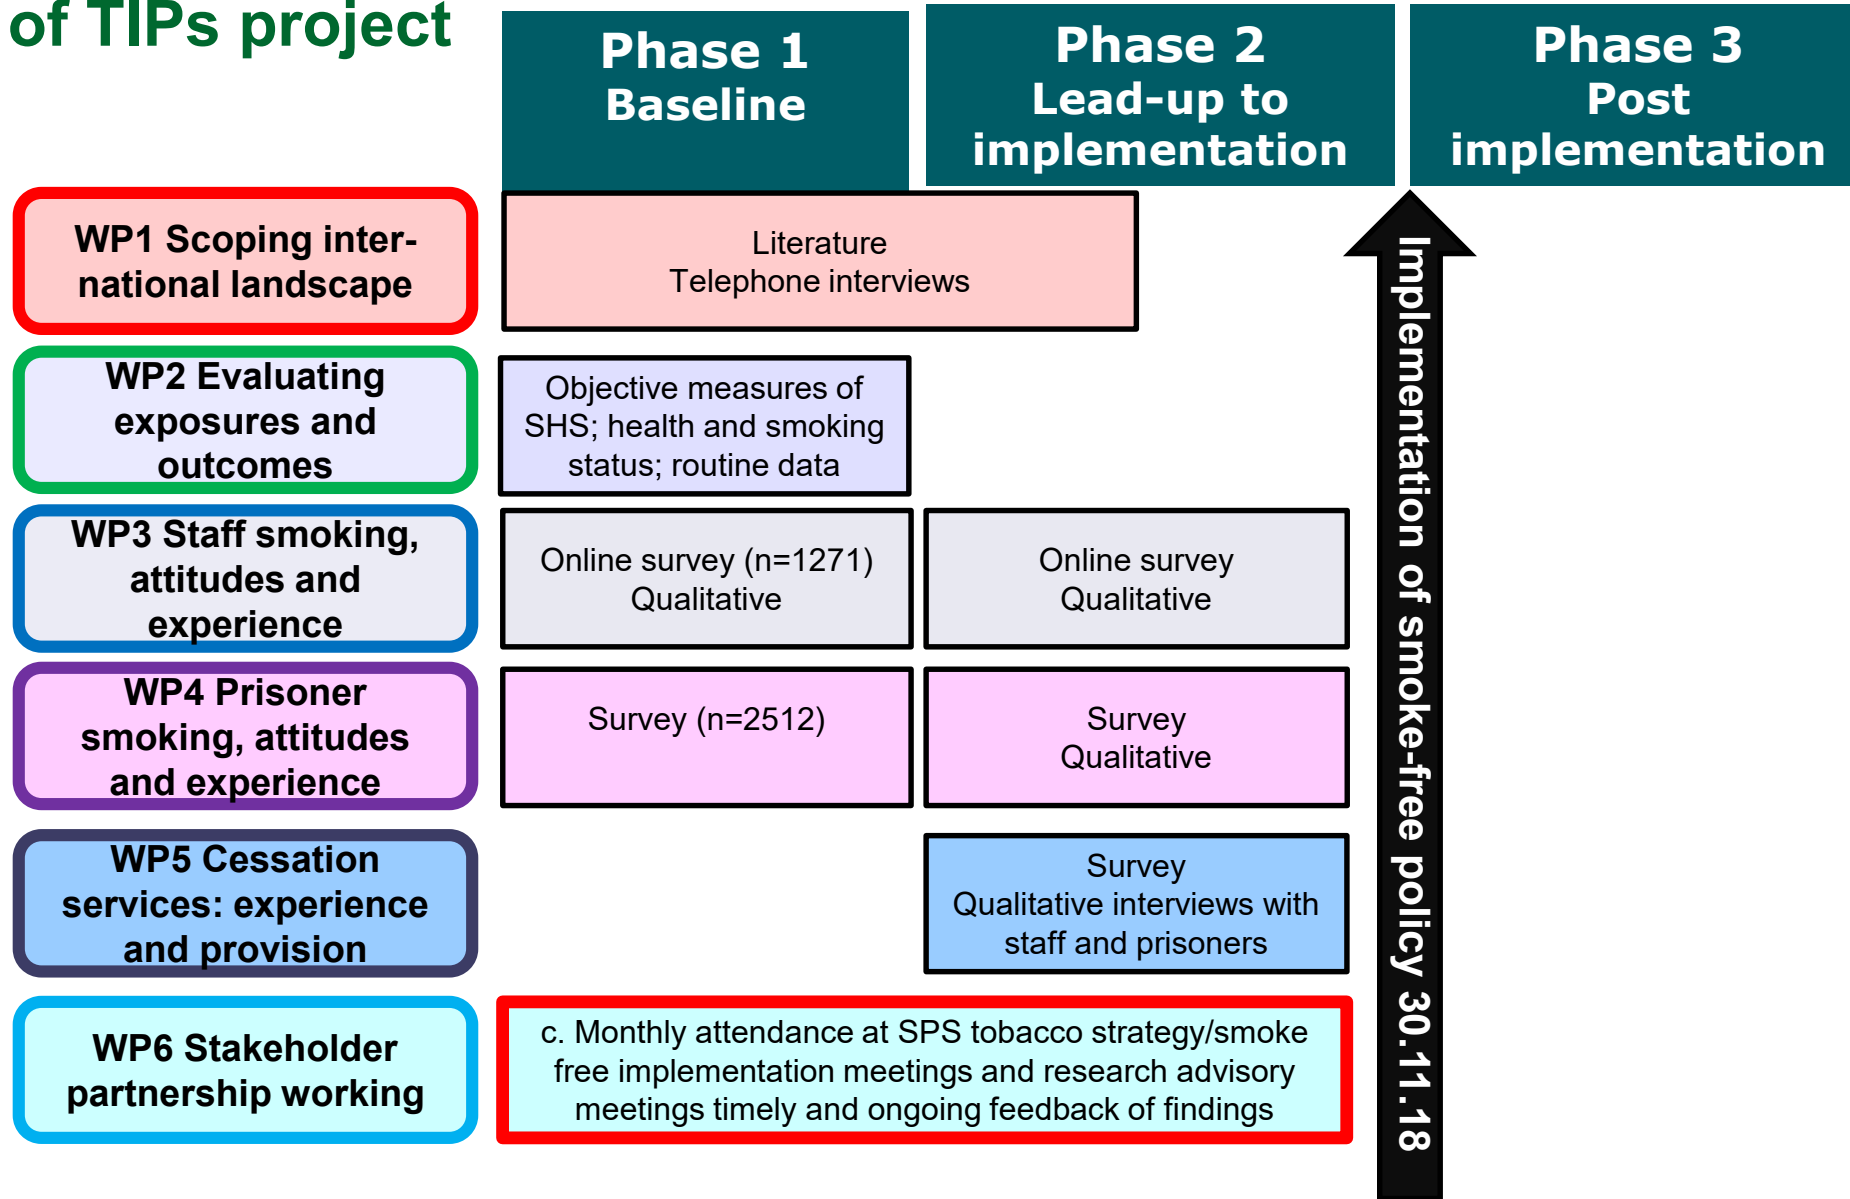 of TIPs project
Phase 1
Baseline
Phase 2
Lead-up to
implementation
Phase 3
Post
implementation
WP1 Scoping inter-
national landscape
Literature
Telephone interviews
WP2 Evaluating
exposures and
outcomes
Objective measures of
SHS; health and smoking
status; routine data
WP3 Staff smoking,
attitudes and
experience
Online survey (n=1271)
Qualitative
Online survey
Qualitative
WP4 Prisoner
smoking, attitudes
and experience
Survey (n=2512)
Survey
Qualitative
WP5 Cessation
services: experience
and provision
Survey
Qualitative interviews with
staff and prisoners
WP6 Stakeholder
partnership working
c. Monthly attendance at SPS tobacco strategy/smoke
free implementation meetings and research advisory
meetings timely and ongoing feedback of findings
Implementation of smoke-free policy 30.11.18